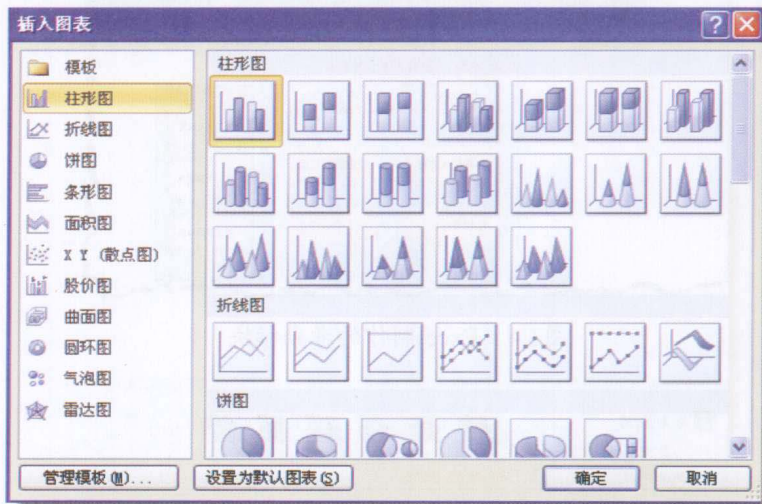 插入图表
模板
柱形图
折线图
饼图
条形图
面积图
X Y (散点图)
股价图
曲面图
圆环图
气泡图
雷达图
柱形图
折线图
饼图
管理模板(M)...
设置为默认图表(S)
确定
取消